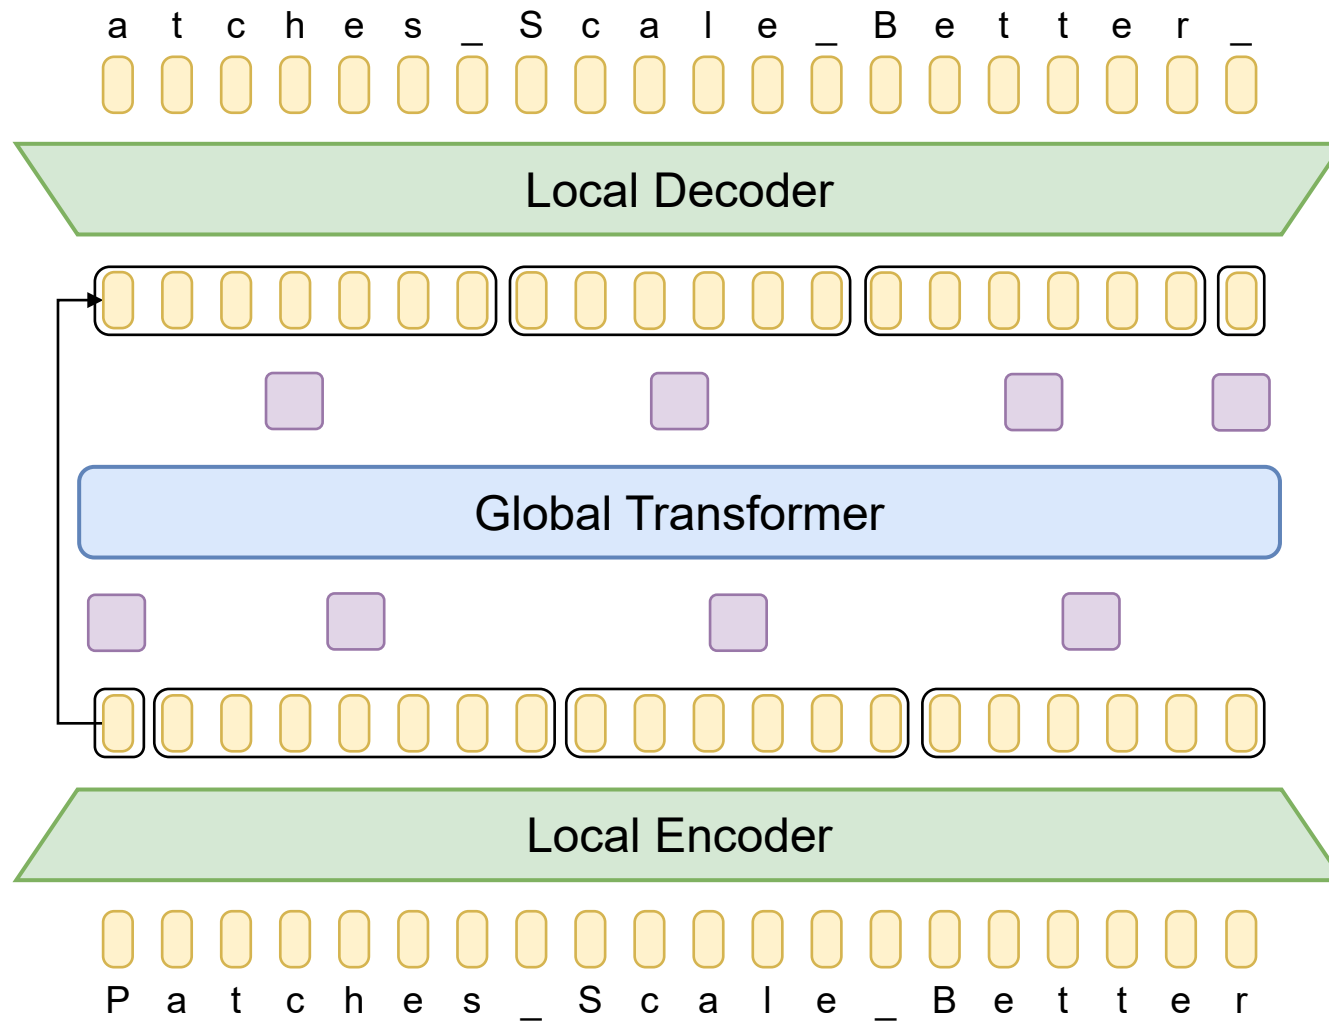 a t c h e s _ S c a l e _ B e t t e r _
Local Decoder
Global Transformer
Local Encoder
P a t c h e s _ S c a l e _ B e t t e r